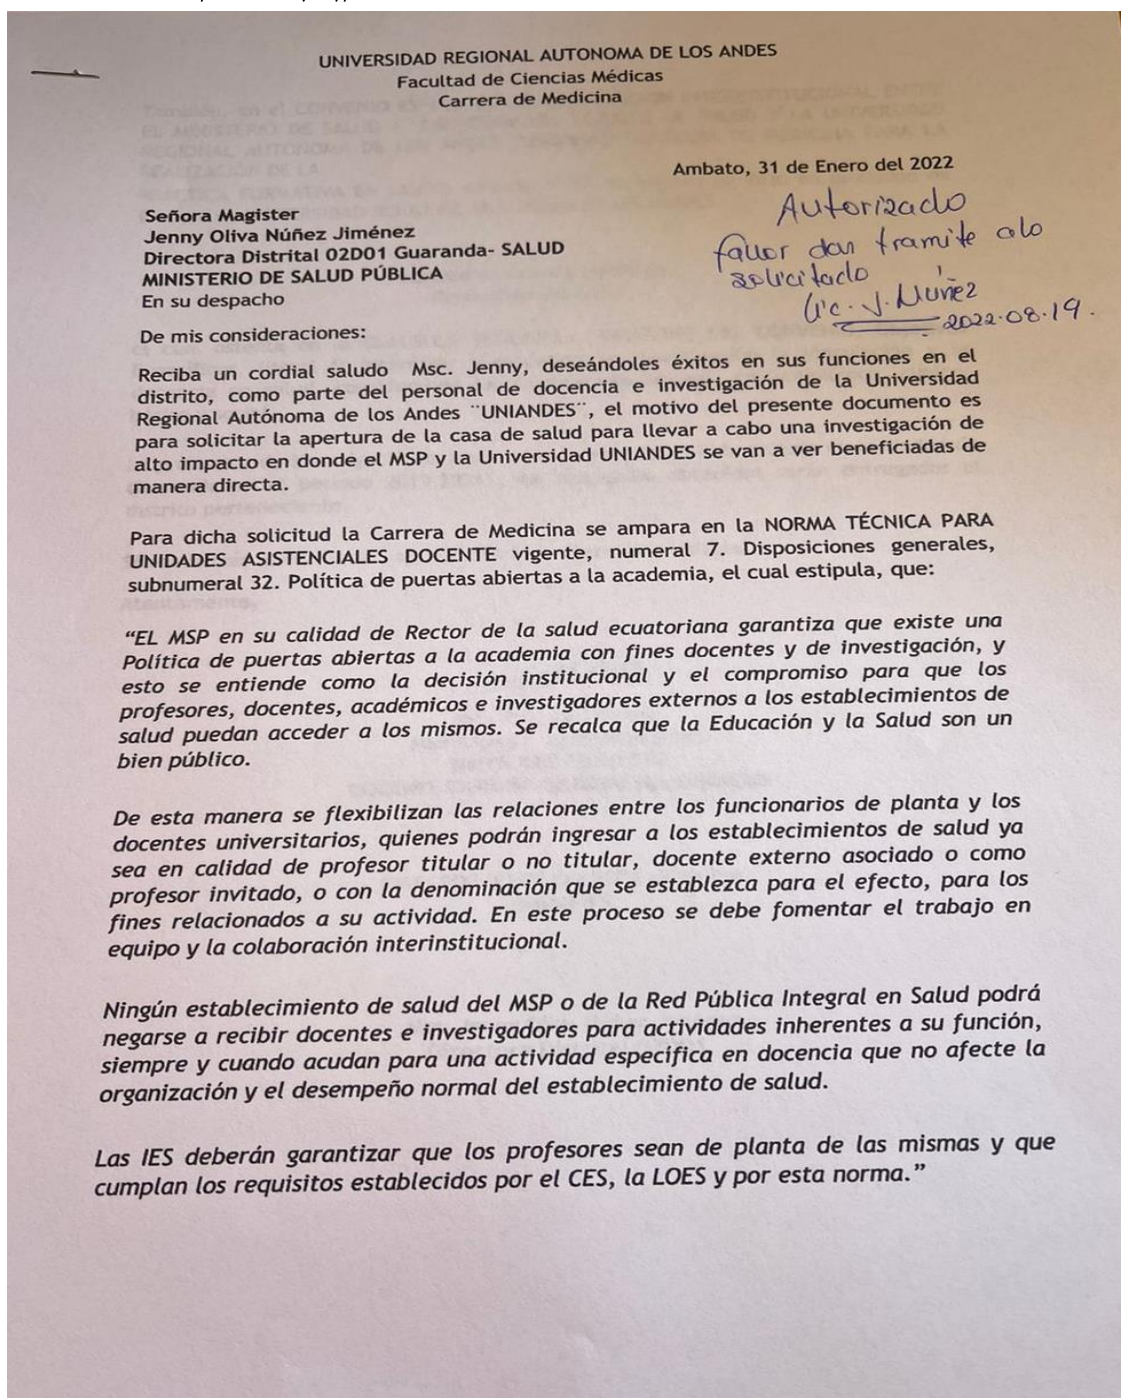 UNIVERSIDAD REGIONAL AUTONOMA DE LOS ANDES
Facultad de Ciencias Médicas
Carrera de Medicina
Ambato, 31 de Enero del 2022
Autorizado
favor dar tramite a lo
solicitado
Lic. J. Núñez
2022.08.19.
Señora Magister
Jenny Oliva Núñez Jiménez
Directora Distrital 02D01 Guaranda- SALUD
MINISTERIO DE SALUD PÚBLICA
En su despacho
De mis consideraciones:
Reciba un cordial saludo Msc. Jenny, deseándoles éxitos en sus funciones en el
distrito, como parte del personal de docencia e investigación de la Universidad
Regional Autónoma de los Andes ¨UNIANDES¨, el motivo del presente documento es
para solicitar la apertura de la casa de salud para llevar a cabo una investigación de
alto impacto en donde el MSP y la Universidad UNIANDES se van a ver beneficiadas de
manera directa.
Para dicha solicitud la Carrera de Medicina se ampara en la NORMA TÉCNICA PARA
UNIDADES ASISTENCIALES DOCENTE vigente, numeral 7. Disposiciones generales,
subnumeral 32. Política de puertas abiertas a la academia, el cual estipula, que:
“EL MSP en su calidad de Rector de la salud ecuatoriana garantiza que existe una
Política de puertas abiertas a la academia con fines docentes y de investigación, y
esto se entiende como la decisión institucional y el compromiso para que los
profesores, docentes, académicos e investigadores externos a los establecimientos de
salud puedan acceder a los mismos. Se recalca que la Educación y la Salud son un
bien público.
De esta manera se flexibilizan las relaciones entre los funcionarios de planta y los
docentes universitarios, quienes podrán ingresar a los establecimientos de salud ya
sea en calidad de profesor titular o no titular, docente externo asociado o como
profesor invitado, o con la denominación que se establezca para el efecto, para los
fines relacionados a su actividad. En este proceso se debe fomentar el trabajo en
equipo y la colaboración interinstitucional.
Ningún establecimiento de salud del MSP o de la Red Pública Integral en Salud podrá
negarse a recibir docentes e investigadores para actividades inherentes a su función,
siempre y cuando acudan para una actividad específica en docencia que no afecte la
organización y el desempeño normal del establecimiento de salud.
Las IES deberán garantizar que los profesores sean de planta de las mismas y que
cumplan los requisitos establecidos por el CES, la LOES y por esta norma.”